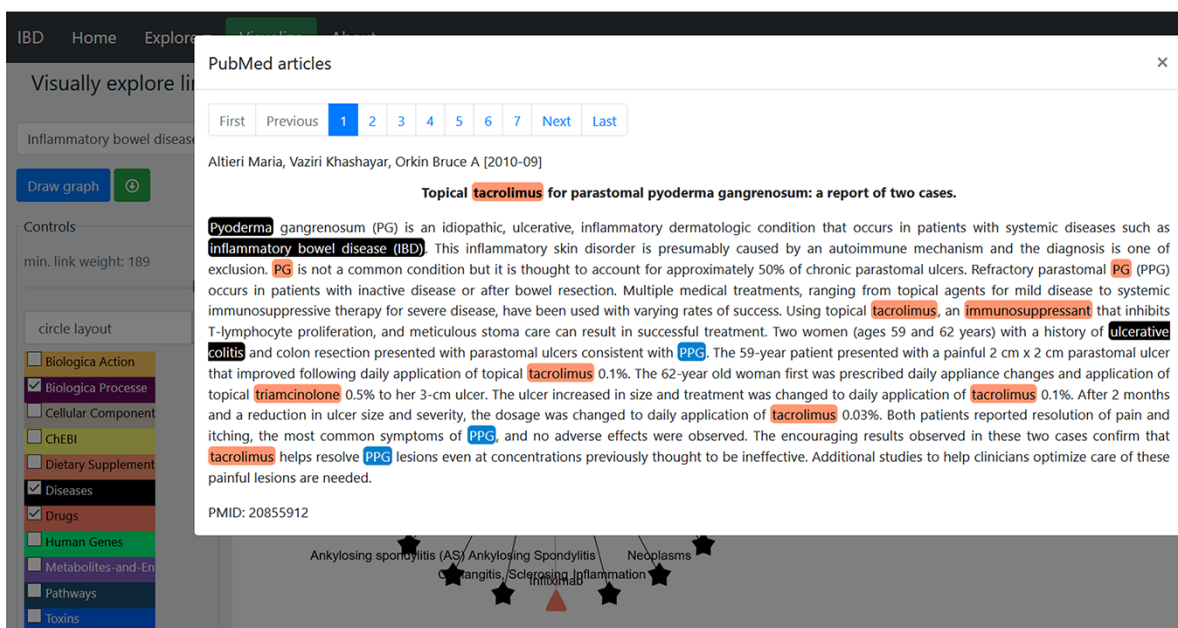 IBD Home Explore About
PubMed articles ×
Visually explore
First Previous 1 2 3 4 5 6 7 Next Last
Inflammatory bowel disease
Altieri Maria, Vaziri Khashayar, Orkin Bruce A [2010-09]
Draw graph
Topical tacrolimus for parastomal pyoderma gangrenosum: a report of two cases.
Controls
Pyoderma gangrenosum (PG) is an idiopathic, ulcerative, inflammatory dermatologic condition that occurs in patients with systemic diseases such as
inflammatory bowel disease (IBD). This inflammatory skin disorder is presumably caused by an autoimmune mechanism and the diagnosis is one of
min. link weight: 189
exclusion. PG is not a common condition but it is thought to account for approximately 50% of chronic parastomal ulcers. Refractory parastomal PG (PPG)
occurs in patients with inactive disease or after bowel resection. Multiple medical treatments, ranging from topical agents for mild disease to systemic
immunosuppressive therapy for severe disease, have been used with varying rates of success. Using topical tacrolimus, an immunosuppressant that inhibits
T-lymphocyte proliferation, and meticulous stoma care can result in successful treatment. Two women (ages 59 and 62 years) with a history of ulcerative
circle layout
colitis and colon resection presented with parastomal ulcers consistent with PPG. The 59-year patient presented with a painful 2 cm x 2 cm parastomal ulcer
that improved following daily application of topical tacrolimus 0.1%. The 62-year old woman first was prescribed daily appliance changes and application of
topical triamcinolone 0.5% to her 3-cm ulcer. The ulcer increased in size and treatment was changed to daily application of tacrolimus 0.1%. After 2 months
and a reduction in ulcer size and severity, the dosage was changed to daily application of tacrolimus 0.03%. Both patients reported resolution of pain and
itching, the most common symptoms of PPG, and no adverse effects were observed. The encouraging results observed in these two cases confirm that
tacrolimus helps resolve PPG lesions even at concentrations previously thought to be ineffective. Additional studies to help clinicians optimize care of these
painful lesions are needed.
PMID: 20855912
Biologica Action
Biologica Processe
Cellular Component
ChEBI
Dietary Supplement
Diseases
Drugs
Human Genes
Metabolites-and-En
Pathways
Toxins
Ankylosing spondylitis (AS) Ankylosing Spondylitis Neoplasms
Sclerosing Inflammation
Infliximab